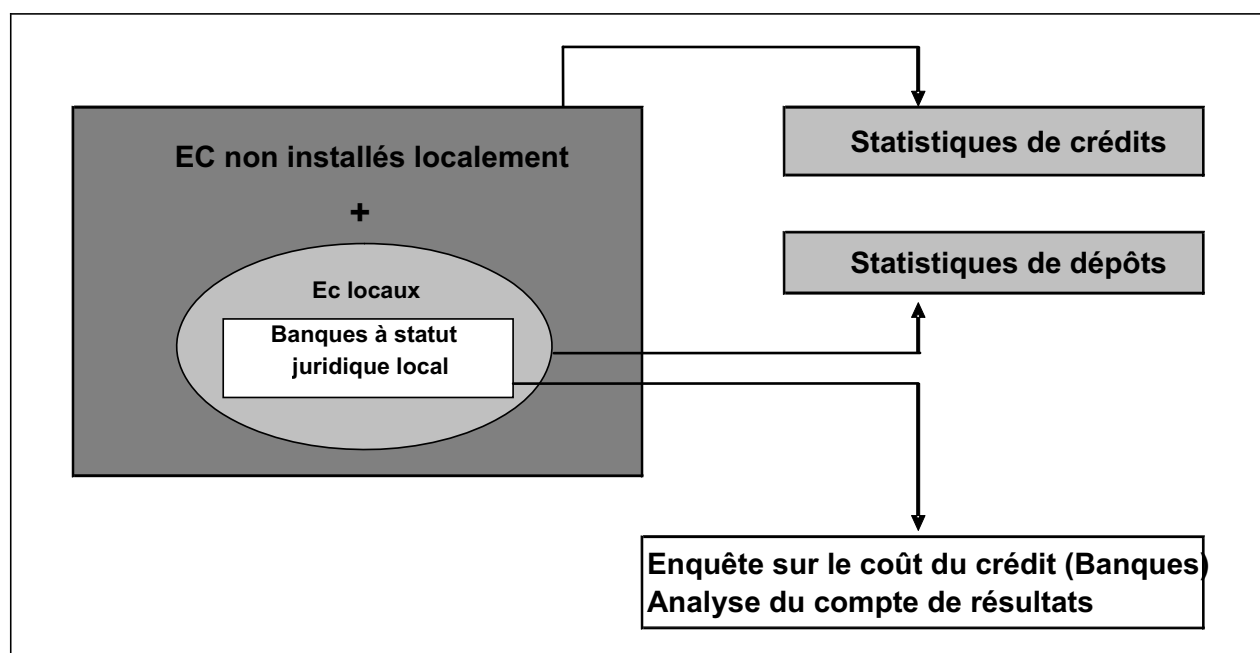 EC non installés localement
+
Ec locaux
Banques à statut
juridique local
Statistiques de crédits
Statistiques de dépôts
Enquête sur le coût du crédit (Banques)
Analyse du compte de résultats